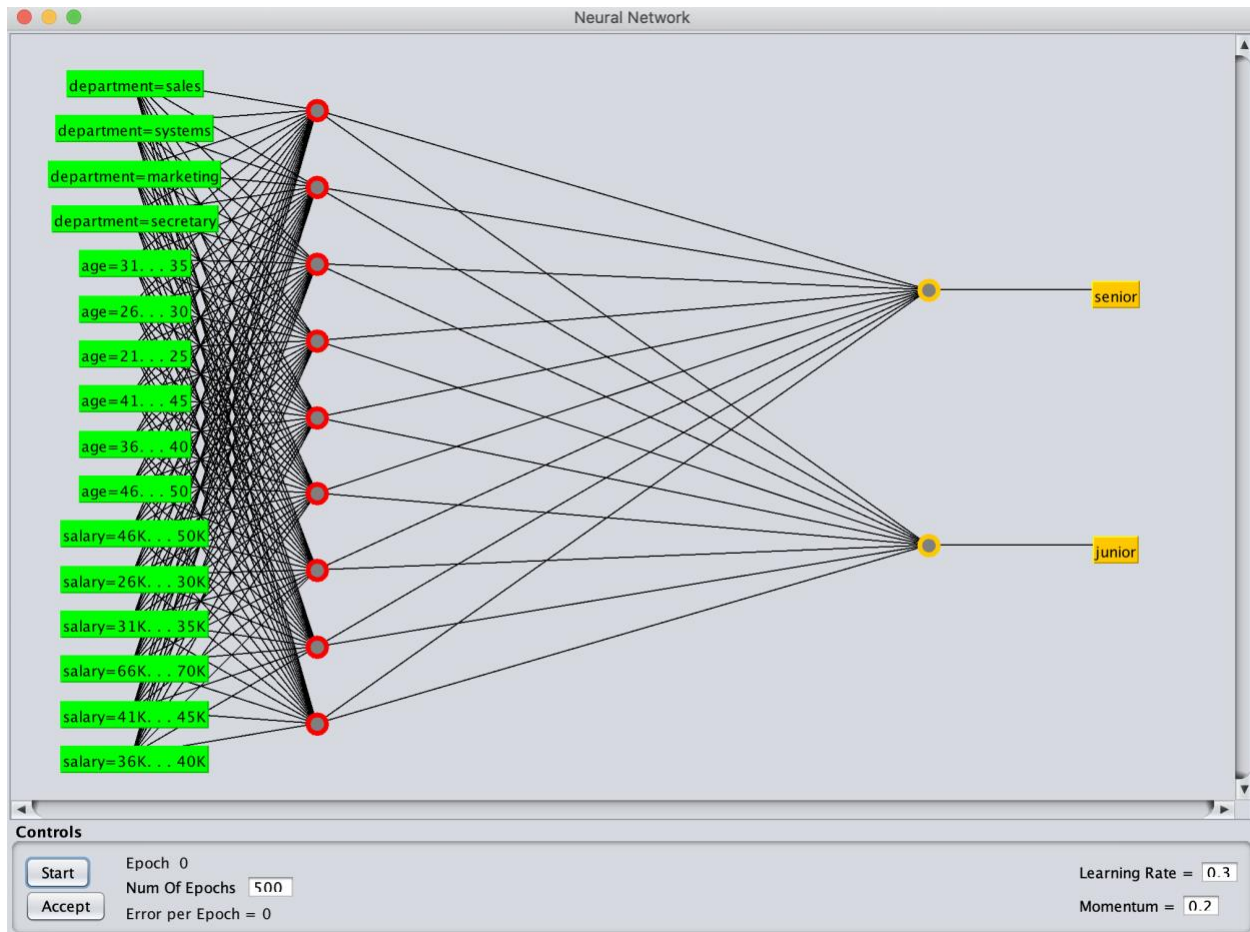 Neural Network
department=sales
department=systems
department=marketing
department=secretary
age=31. . . 35
age=26. . . 30
age=21. . . 25
age=41. . . 45
age=36. . . 40
age=46. . . 50
salary=46K. . . 50K
salary=26K. . . 30K
salary=31K. . . 35K
salary=66K. . . 70K
salary=41K. . . 45K
salary=36K. . . 40K
senior
junior
Controls
Start
Accept
Epoch 0
Num Of Epochs 500
Error per Epoch = 0
Learning Rate = 0.3
Momentum = 0.2